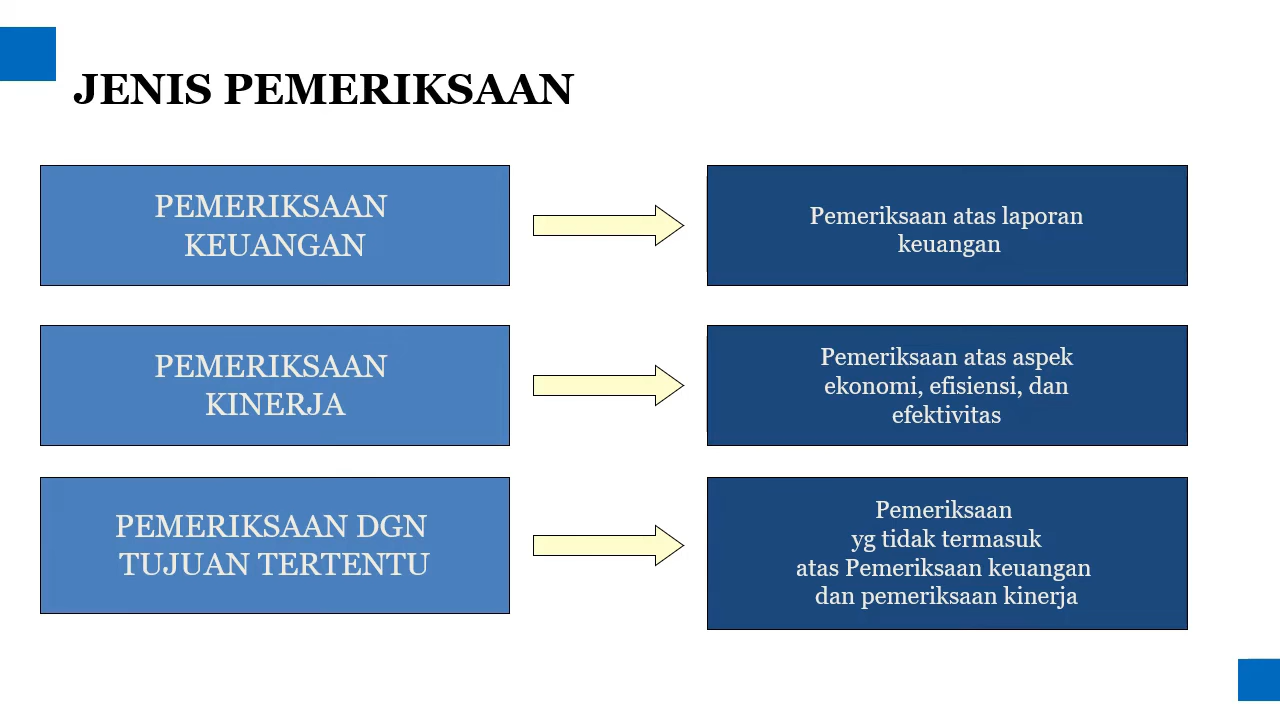 JENIS PEMERIKSAAN
PEMERIKSAAN
KEUANGAN
Pemeriksaan atas laporan
keuangan
PEMERIKSAAN
KINERJA
Pemeriksaan atas aspek
ekonomi, efisiensi, dan
efektivitas
PEMERIKSAAN DGN
TUJUAN TERTENTU
Pemeriksaan
yg tidak termasuk
atas Pemeriksaan keuangan
dan pemeriksaan kinerja